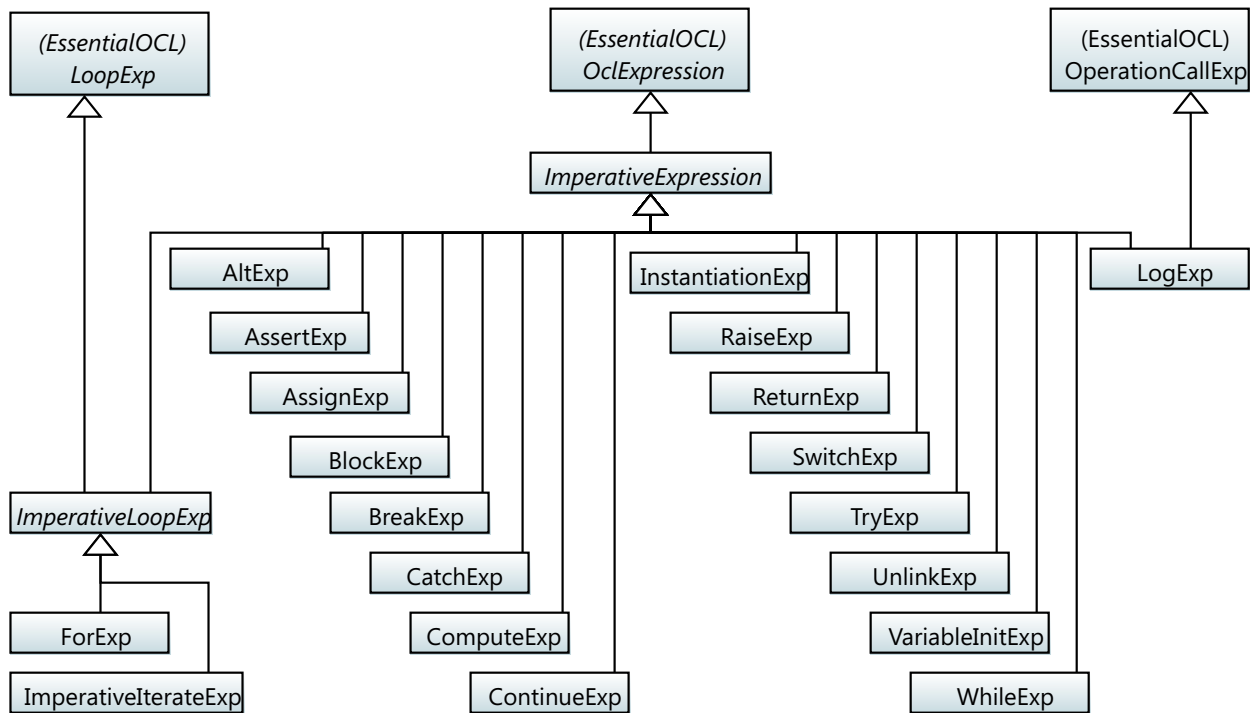 (EssentialOCL)
LoopExp
(EssentialOCL)
OclExpression
(EssentialOCL)
OperationCallExp
ImperativeExpression
AltExp
InstantiationExp
LogExp
AssertExp
RaiseExp
AssignExp
ReturnExp
BlockExp
SwitchExp
ImperativeLoopExp
BreakExp
TryExp
CatchExp
UnlinkExp
ForExp
ComputeExp
VariableInitExp
ImperativeIterateExp
ContinueExp
WhileExp